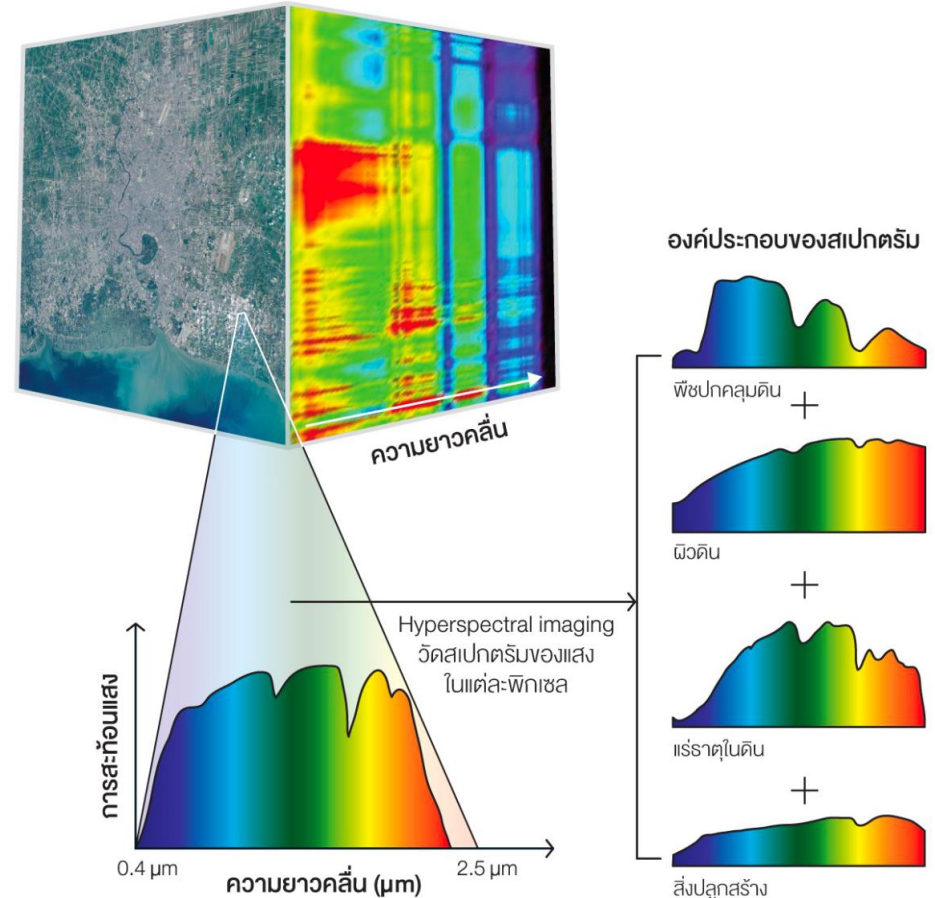 องค์ประกอบของสเปกตรัม
พืชปกคลุมดิน
+
ความยาวคลื่น
ผิวดิน
+
Hyperspectral imaging
วัดสเปกตรัมของแสง
ในแต่ละพิกเซล
แร่ธาตุในดิน
+
การสะท้อนแสง
0.4 µm
2.5 µm
ความยาวคลื่น (µm)
สิ่งปลูกสร้าง